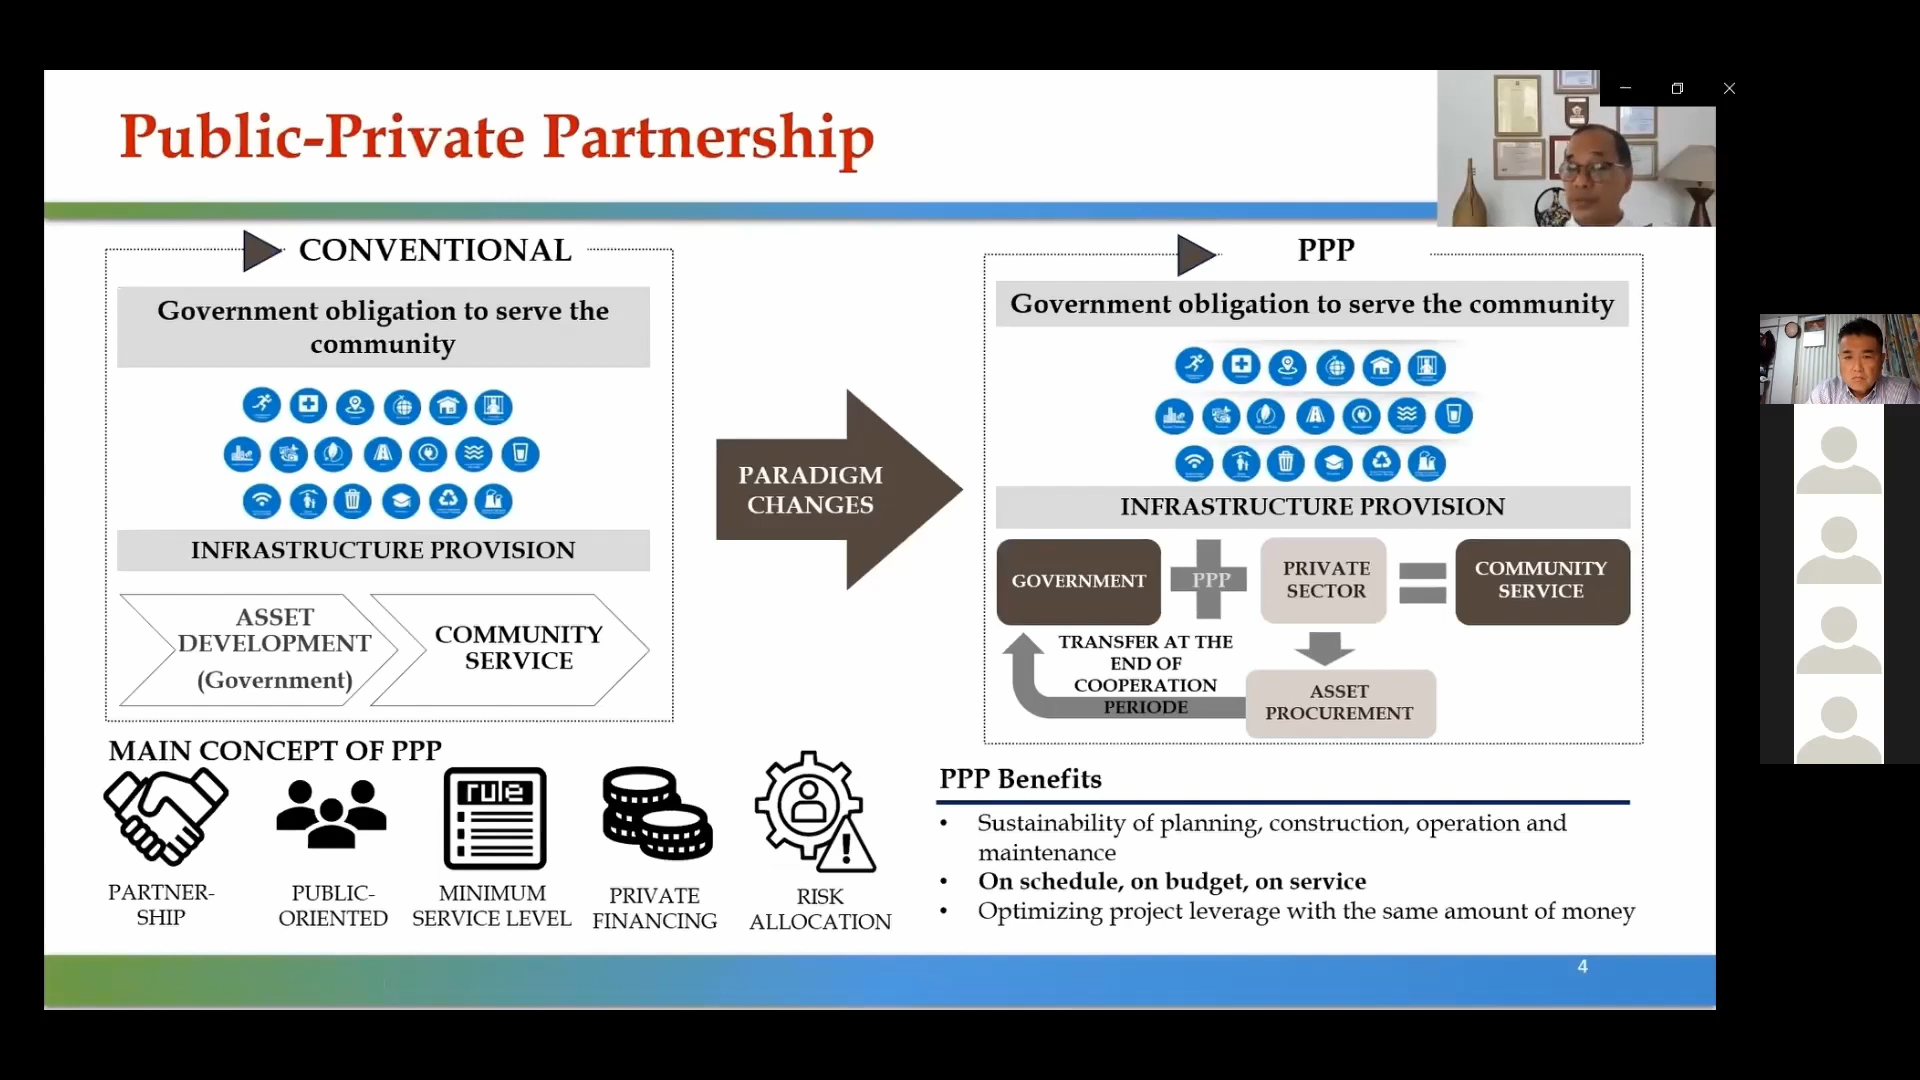 Public-Private Partnership
CONVENTIONAL
Government obligation to serve the
community
INFRASTRUCTURE PROVISION
ASSET
DEVELOPMENT
(Government)
COMMUNITY
SERVICE
PARADIGM
CHANGES
PPP
Government obligation to serve the community
INFRASTRUCTURE PROVISION
GOVERNMENT
PPP
PRIVATE
SECTOR
COMMUNITY
SERVICE
TRANSFER AT THE
END OF
COOPERATION
PERIODE
ASSET
PROCUREMENT
MAIN CONCEPT OF PPP
rule
PARTNER-
SHIP
PUBLIC-
ORIENTED
MINIMUM
SERVICE LEVEL
PRIVATE
FINANCING
RISK
ALLOCATION
PPP Benefits
• Sustainability of planning, construction, operation and
maintenance
• On schedule, on budget, on service
• Optimizing project leverage with the same amount of money
4